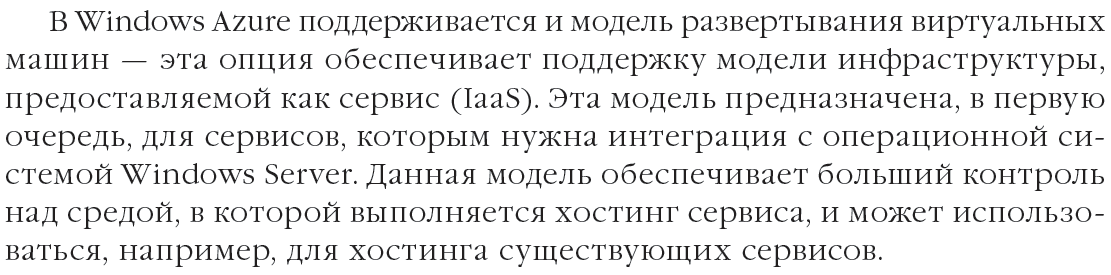 В Windows Azure поддерживается и модель развертывания виртуальных
машин — эта опция обеспечивает поддержку модели инфраструктуры,
предоставляемой как сервис (IaaS). Эта модель предназначена, в первую
очередь, для сервисов, которым нужна интеграция с операционной си-
стемой Windows Server. Данная модель обеспечивает больший контроль
над средой, в которой выполняется хостинг сервиса, и может использо-
ваться, например, для хостинга существующих сервисов.